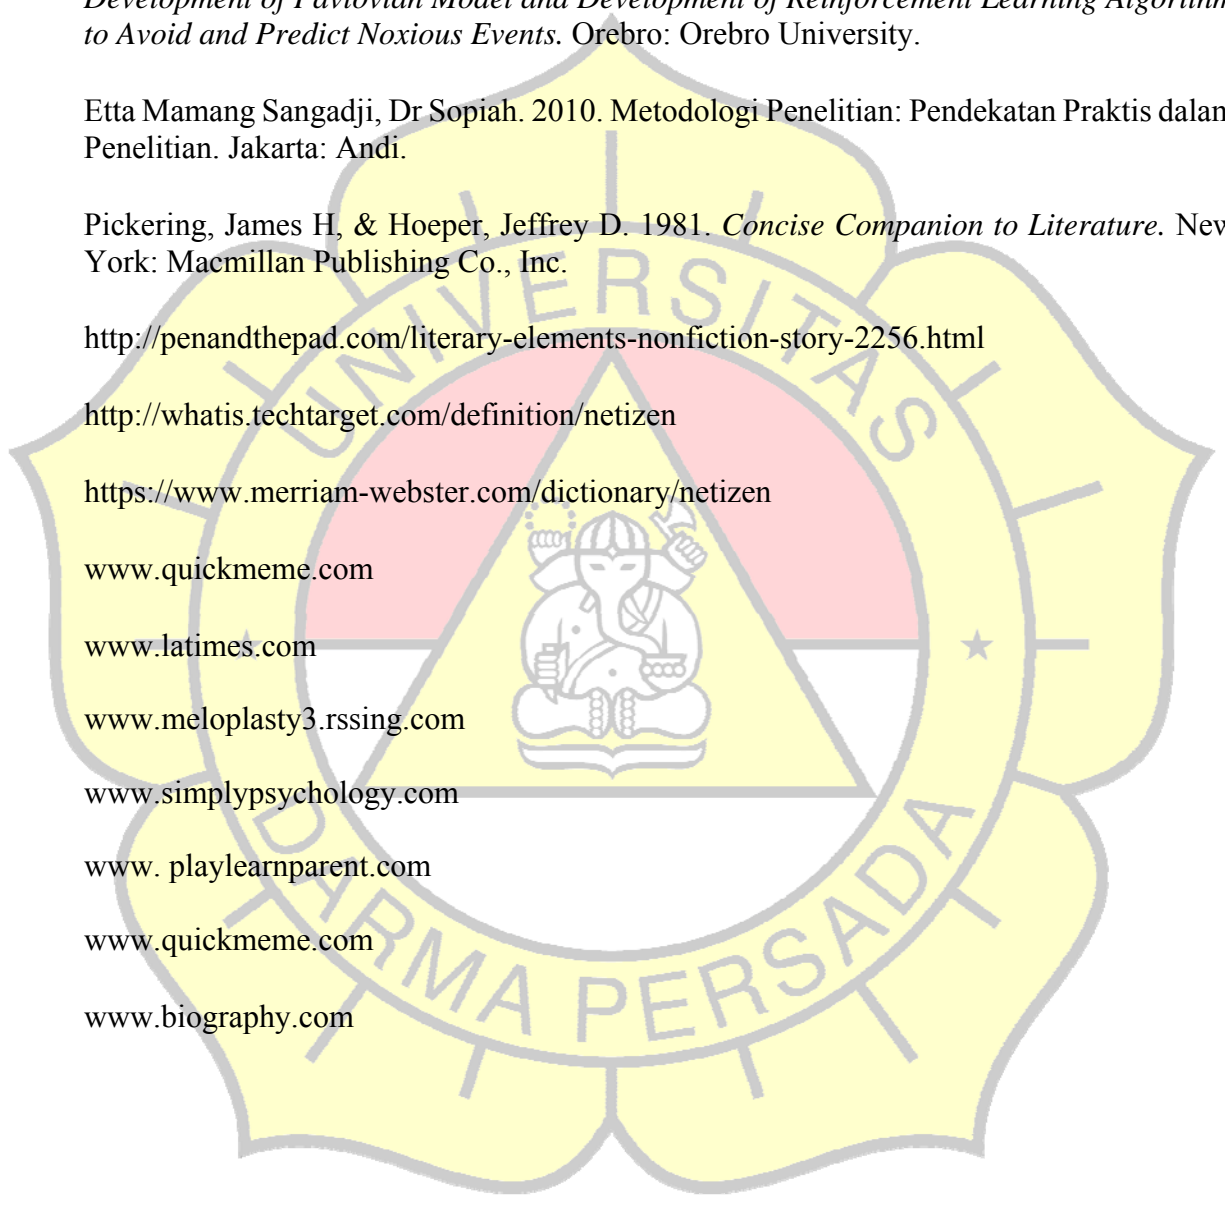 Development of Pavlovian Model and Development of Reinforcement Learning Algorithm
to Avoid and Predict Noxious Events. Orebro: Orebro University.
Etta Mamang Sangadji, Dr Sopiah. 2010. Metodologi Penelitian: Pendekatan Praktis dalam
Penelitian. Jakarta: Andi.
Pickering, James H, & Hoeper, Jeffrey D. 1981. Concise Companion to Literature. New
York: Macmillan Publishing Co., Inc.
http://penandthepad.com/literary-elements-nonfiction-story-2256.html
http://whatis.techtarget.com/definition/netizen
https://www.merriam-webster.com/dictionary/netizen
www.quickmeme.com
www.latimes.com
www.meloplasty3.rssing.com
www.simplypsychology.com
www. playlearnparent.com
www.quickmeme.com
www.biography.com
UNIVERSITAS
DARMA PERSADA